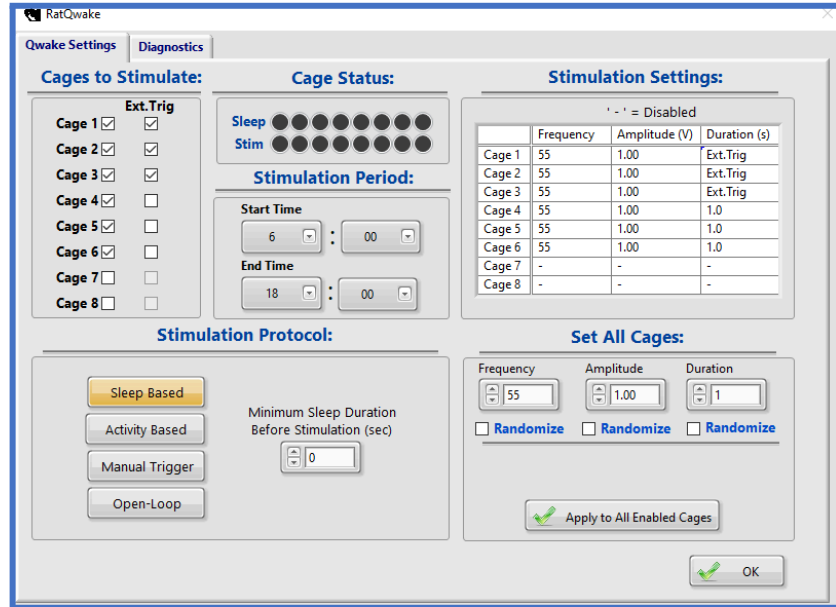 RatQwake
Qwake Settings Diagnostics
Cages to Stimulate:
Ext.Trig
Cage 1
Cage 2
Cage 3
Cage 4
Cage 5
Cage 6
Cage 7
Cage 8
Cage Status:
Sleep
Stim
Stimulation Period:
Start Time
6 : 00
End Time
18 : 00
Stimulation Settings:
' - ' = Disabled
Frequency Amplitude (V) Duration (s)
Cage 1 55 1.00 Ext.Trig
Cage 2 55 1.00 Ext.Trig
Cage 3 55 1.00 Ext.Trig
Cage 4 55 1.00 1.0
Cage 5 55 1.00 1.0
Cage 6 55 1.00 1.0
Cage 7 - - -
Cage 8 - - -
Stimulation Protocol:
Sleep Based
Activity Based
Manual Trigger
Open-Loop
Minimum Sleep Duration
Before Stimulation (sec)
0
Set All Cages:
Frequency Amplitude Duration
55 1.00 1
Randomize Randomize Randomize
Apply to All Enabled Cages
OK